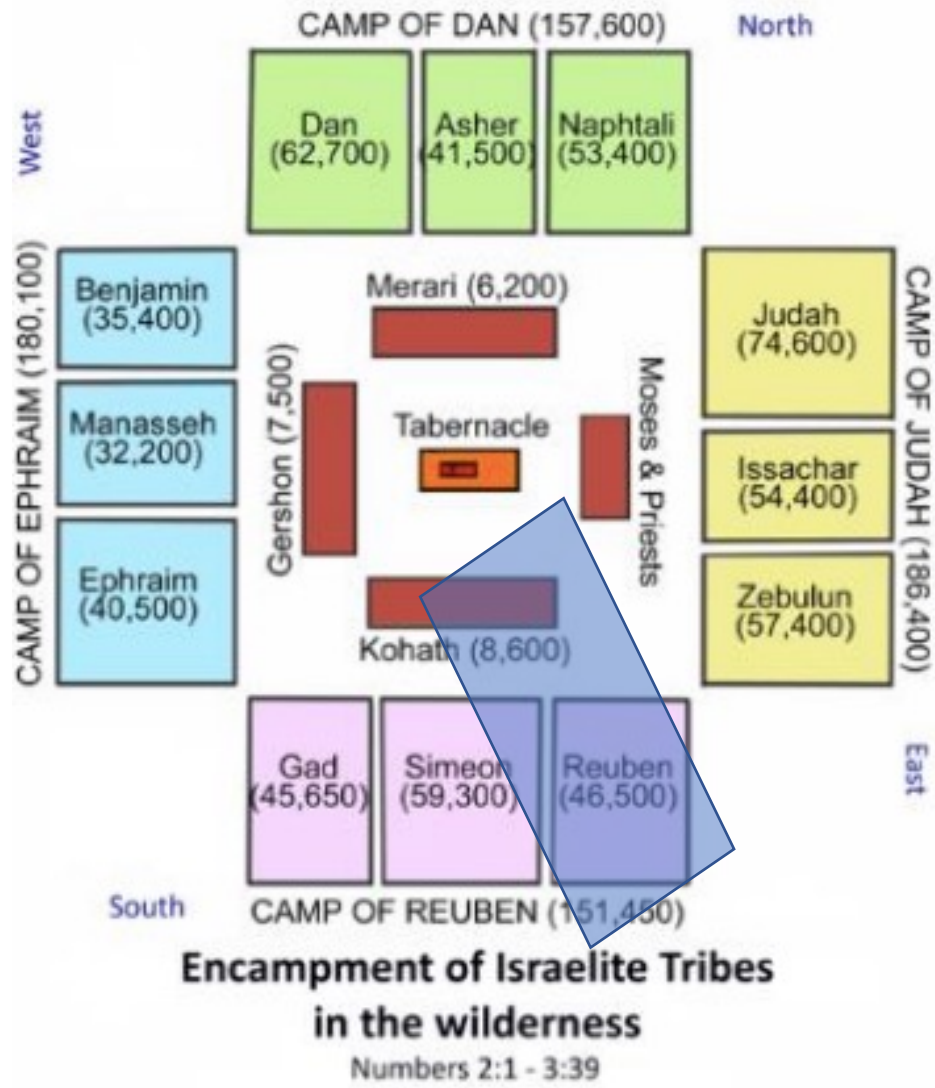 CAMP OF DAN (157,600)
North
West
Dan
(62,700)
Asher
(41,500)
Naphtali
(53,400)
CAMP OF EPHRAIM (180,100)
Benjamin
(35,400)
Manasseh
(32,200)
Ephraim
(40,500)
Merari (6,200)
Gershon (7,500)
Tabernacle
Moses & Priests
Kohath (8,600)
Judah
(74,600)
Issachar
(54,400)
Zebulun
(57,400)
CAMP OF JUDAH (186,400)
Gad
(45,650)
Simeon
(59,300)
Reuben
(46,500)
East
South
CAMP OF REUBEN (151,450)
Encampment of Israelite Tribes
in the wilderness
Numbers 2:1 - 3:39